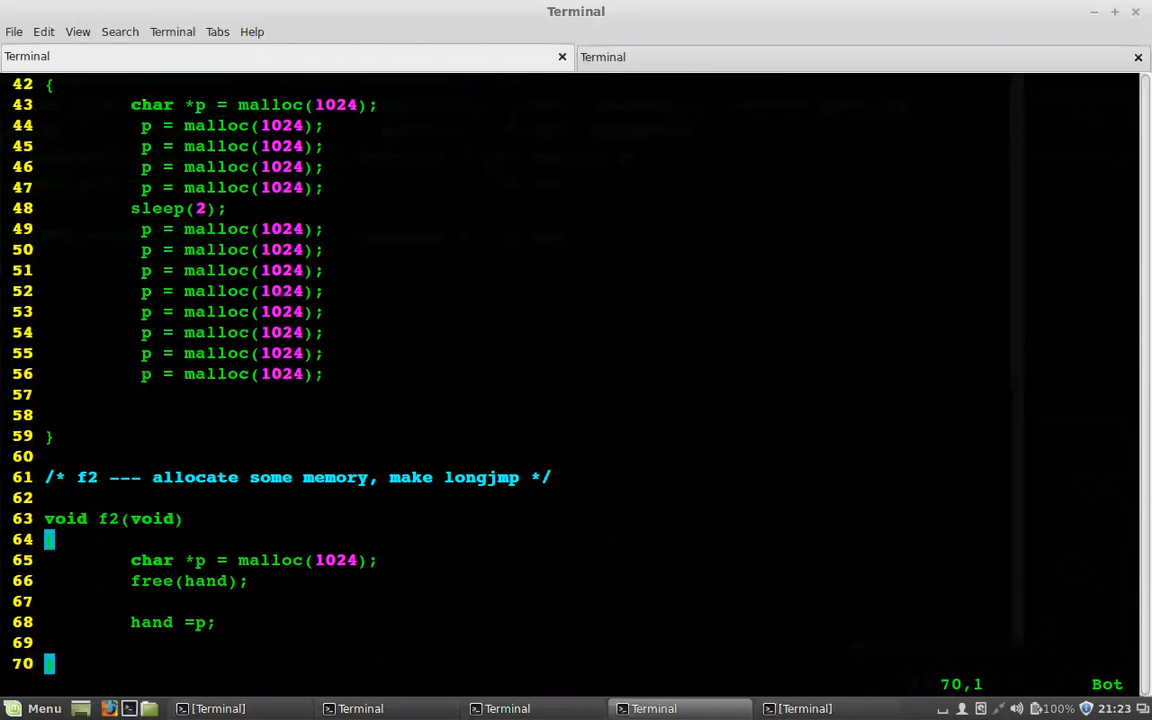 Terminal
File Edit View Search Terminal Tabs Help
Terminal Terminal
42 {
43 char *p = malloc(1024);
44 p = malloc(1024);
45 p = malloc(1024);
46 p = malloc(1024);
47 p = malloc(1024);
48 sleep(2);
49 p = malloc(1024);
50 p = malloc(1024);
51 p = malloc(1024);
52 p = malloc(1024);
53 p = malloc(1024);
54 p = malloc(1024);
55 p = malloc(1024);
56 p = malloc(1024);
57
58
59 }
60
61 /* f2 --- allocate some memory, make longjmp */
62
63 void f2(void)
64 {
65 char *p = malloc(1024);
66 free(hand);
67
68 hand =p;
69
70 }
70,1 Bot
Menu [Terminal] Terminal Terminal Terminal [Terminal] 100% 21:23